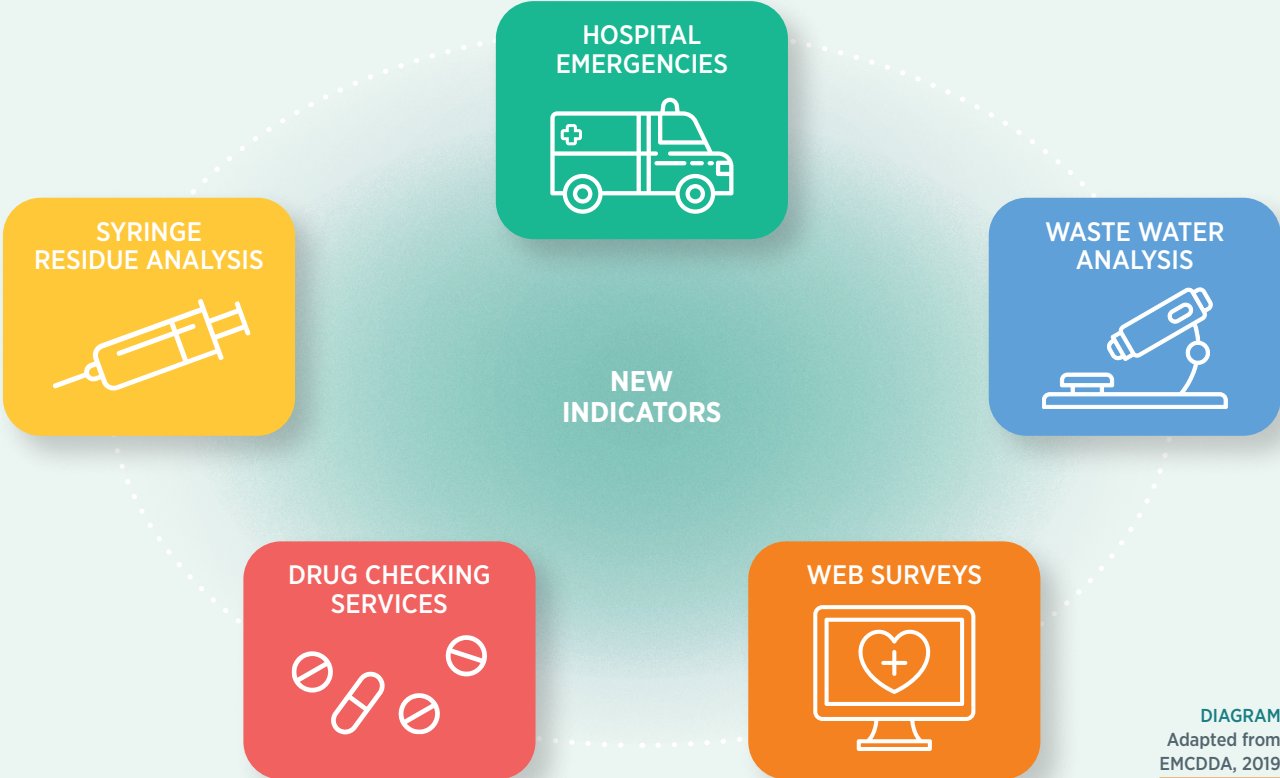 HOSPITAL
EMERGENCIES
SYRINGE
RESIDUE ANALYSIS
WASTE WATER
ANALYSIS
NEW
INDICATORS
DRUG CHECKING
SERVICES
WEB SURVEYS
DIAGRAM
Adapted from
EMCDDA, 2019